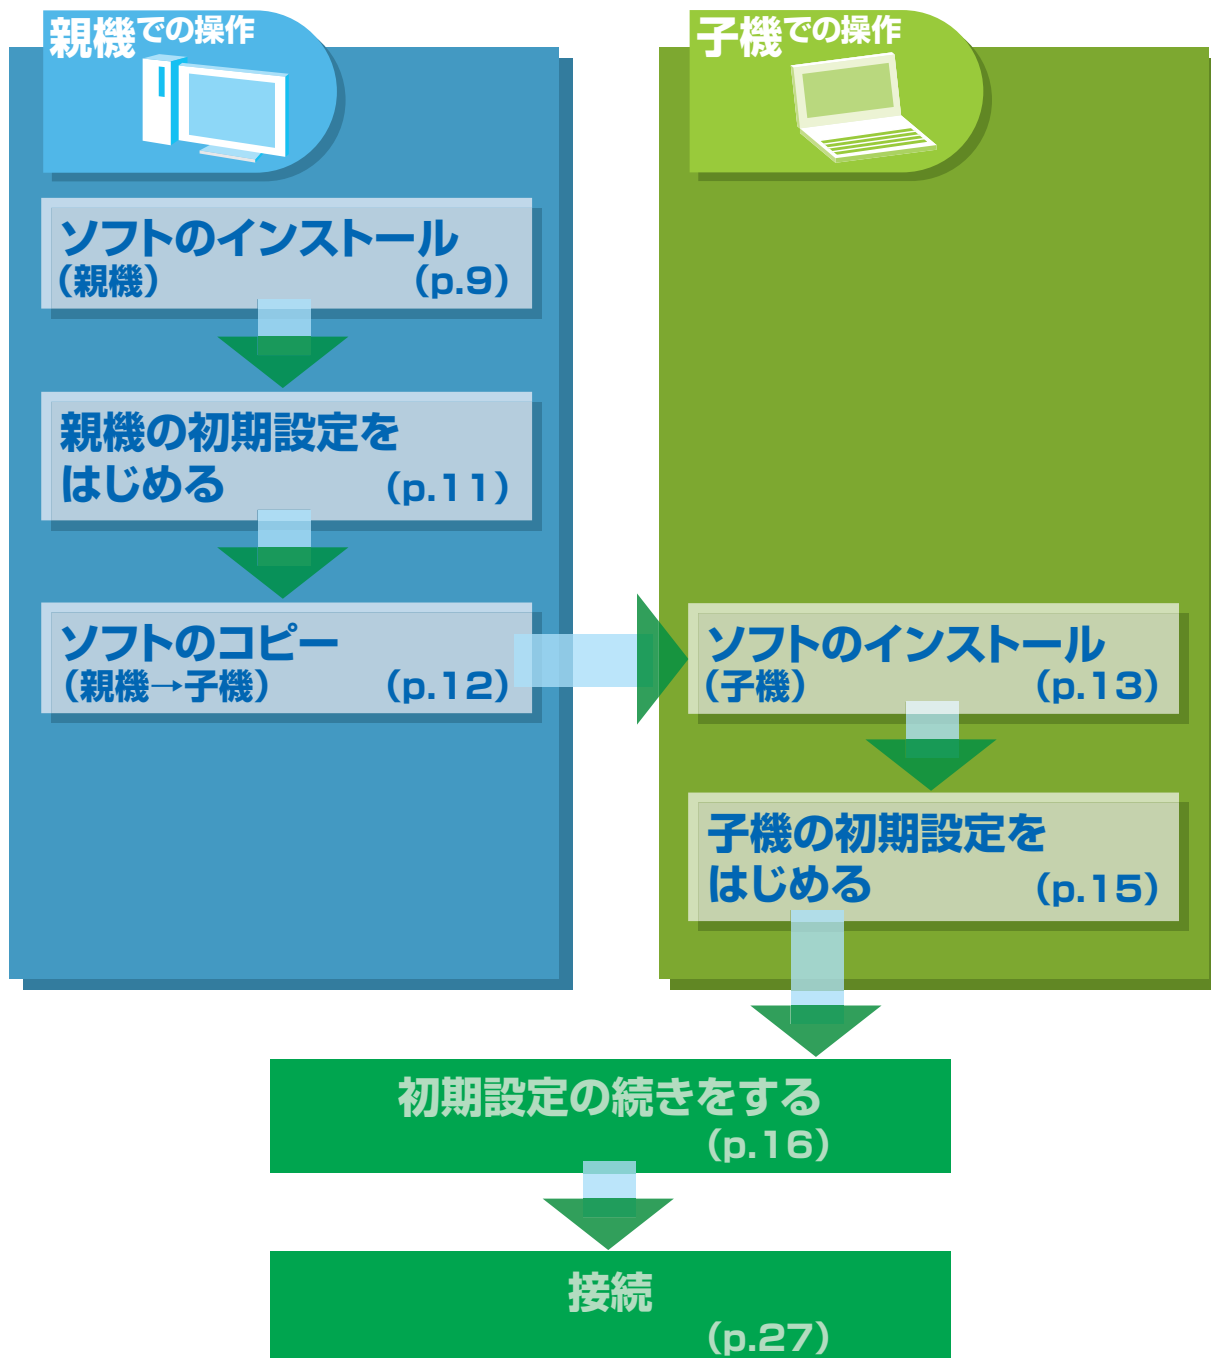 親機での操作
ソフトのインストール
（親機） （p.9）
親機の初期設定を
はじめる （p.11）
ソフトのコピー
（親機→子機） （p.12）
子機での操作
ソフトのインストール
（子機） （p.13）
子機の初期設定を
はじめる （p.15）
初期設定の続きをする
（p.16）
接続
（p.27）